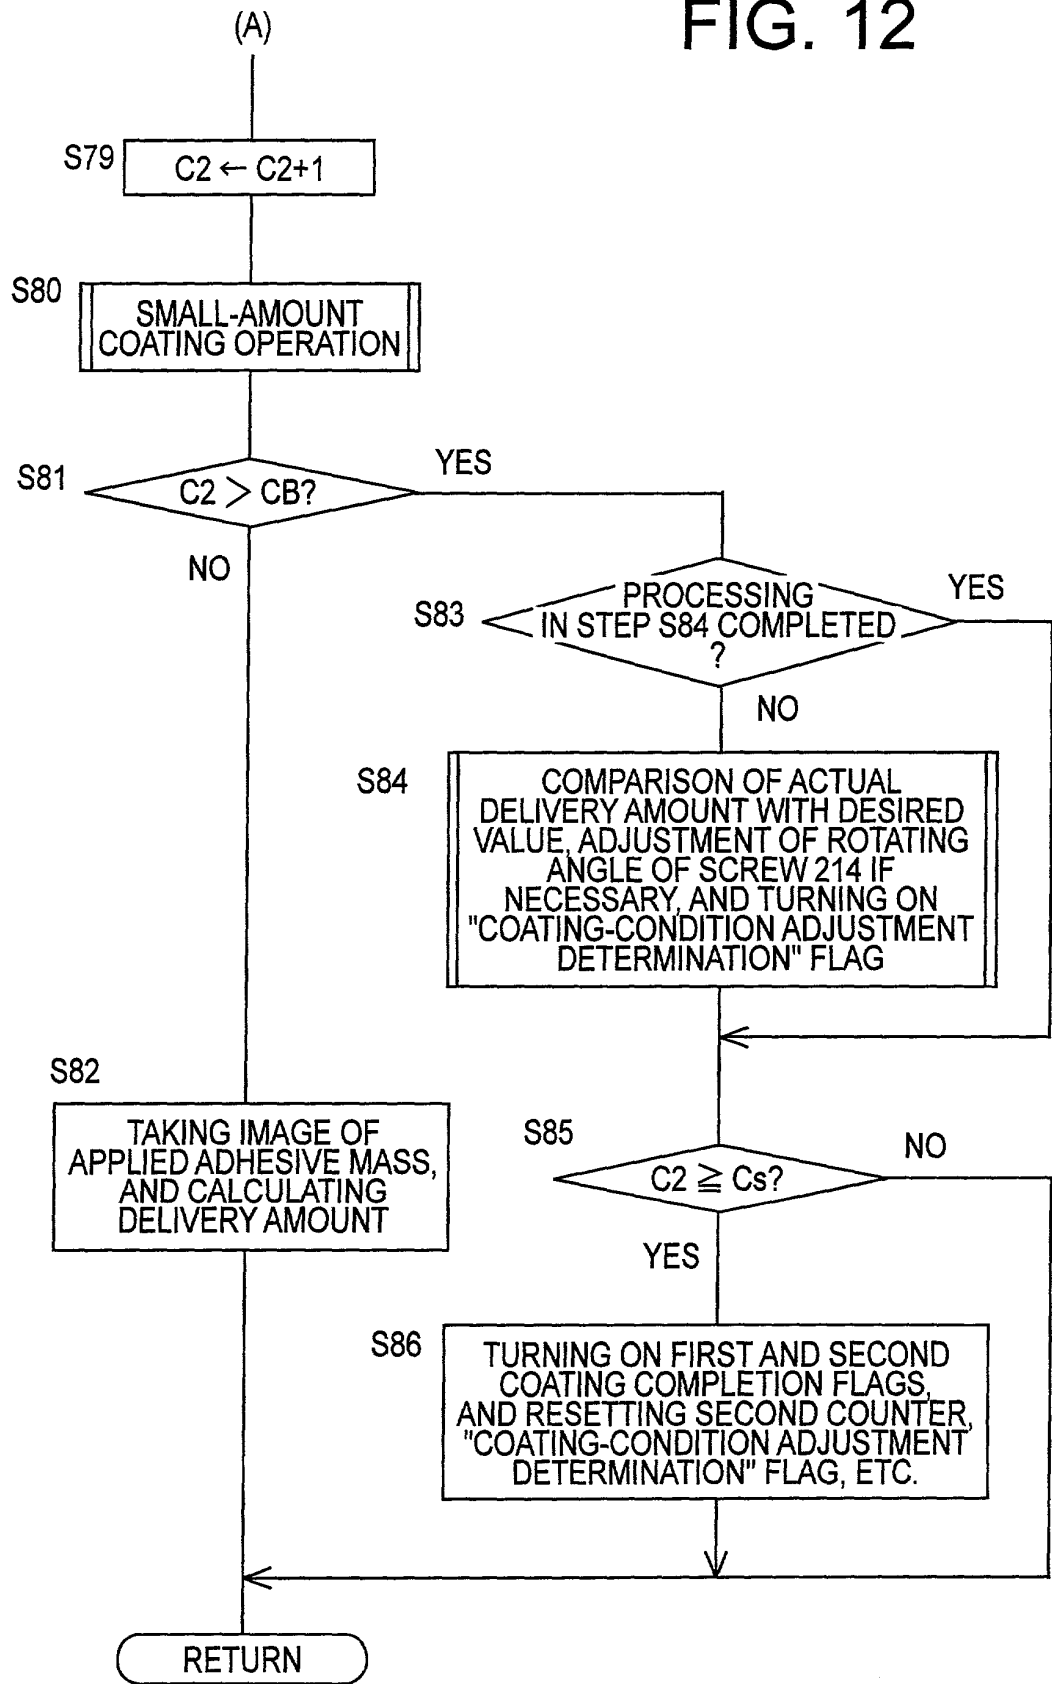 FIG. 12
(A)
S79
C2 ← C2+1
S80
SMALL-AMOUNT
COATING OPERATION
S81
C2 > CB?
YES
NO
S83
PROCESSING
IN STEP S84 COMPLETED
?
YES
NO
S84
COMPARISON OF ACTUAL
DELIVERY AMOUNT WITH DESIRED
VALUE, ADJUSTMENT OF ROTATING
ANGLE OF SCREW 214 IF
NECESSARY, AND TURNING ON
"COATING-CONDITION ADJUSTMENT
DETERMINATION" FLAG
S82
TAKING IMAGE OF
APPLIED ADHESIVE MASS,
AND CALCULATING
DELIVERY AMOUNT
S85
C2 ≧ Cs?
NO
YES
S86
TURNING ON FIRST AND SECOND
COATING COMPLETION FLAGS,
AND RESETTING SECOND COUNTER,
"COATING-CONDITION ADJUSTMENT
DETERMINATION" FLAG, ETC.
RETURN